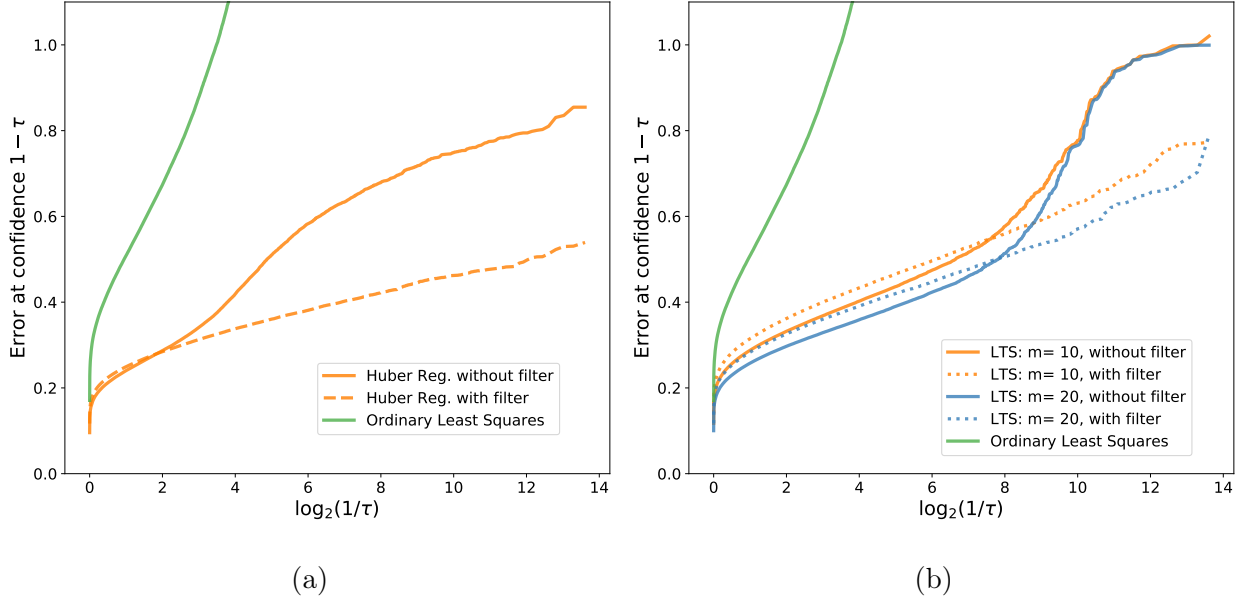 Error at confidence 1 − τ
1.0
0.8
0.6
0.4
0.2
0.0
Huber Reg. without filter
Huber Reg. with filter
Ordinary Least Squares
0 2 4 6 8 10 12 14
log₂(1/τ)
(a)
Error at confidence 1 − τ
1.0
0.8
0.6
0.4
0.2
0.0
LTS: m= 10, without filter
LTS: m= 10, with filter
LTS: m= 20, without filter
LTS: m= 20, with filter
Ordinary Least Squares
0 2 4 6 8 10 12 14
log₂(1/τ)
(b)